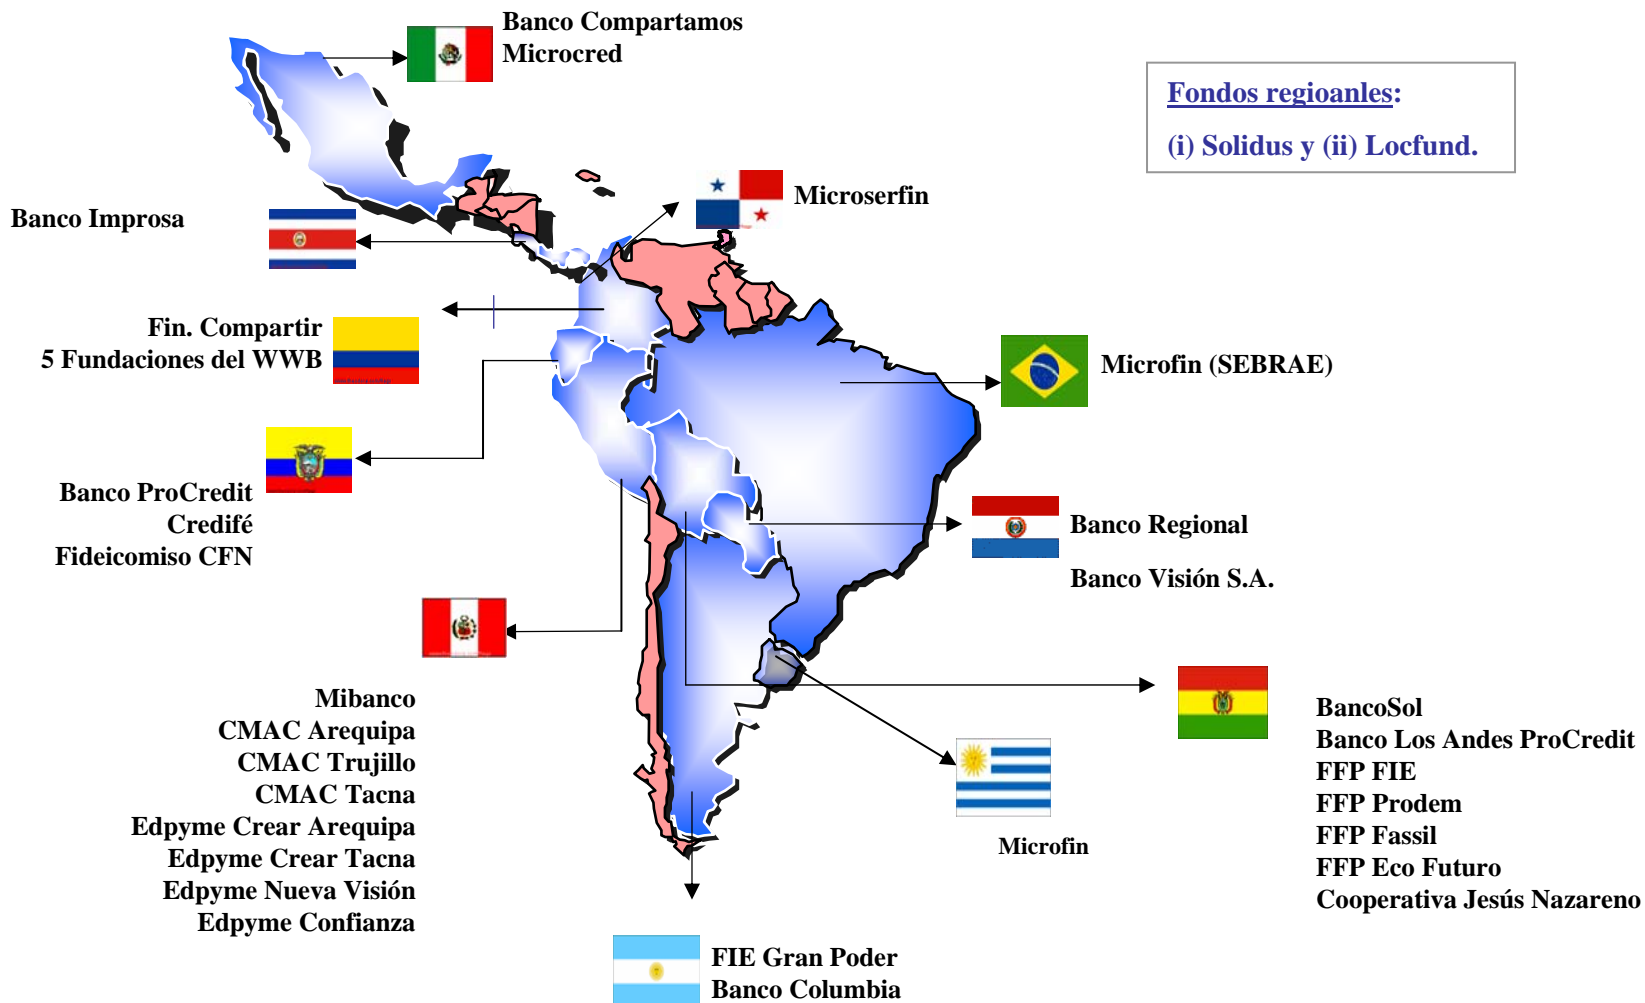 Banco Compartamos
Microcred
Fondos regioanles:
(i) Solidus y (ii) Locfund.
Microserfin
Banco Improsa
Fin. Compartir
5 Fundaciones del WWB
Microfin (SEBRAE)
Banco ProCredit
Credifé
Fideicomiso CFN
Banco Regional
Banco Visión S.A.
Mibanco
CMAC Arequipa
CMAC Trujillo
CMAC Tacna
Edpyme Crear Arequipa
Edpyme Crear Tacna
Edpyme Nueva Visión
Edpyme Confianza
BancoSol
Banco Los Andes ProCredit
FFP FIE
FFP Prodem
FFP Fassil
FFP Eco Futuro
Cooperativa Jesús Nazareno
Microfin
FIE Gran Poder
Banco Columbia